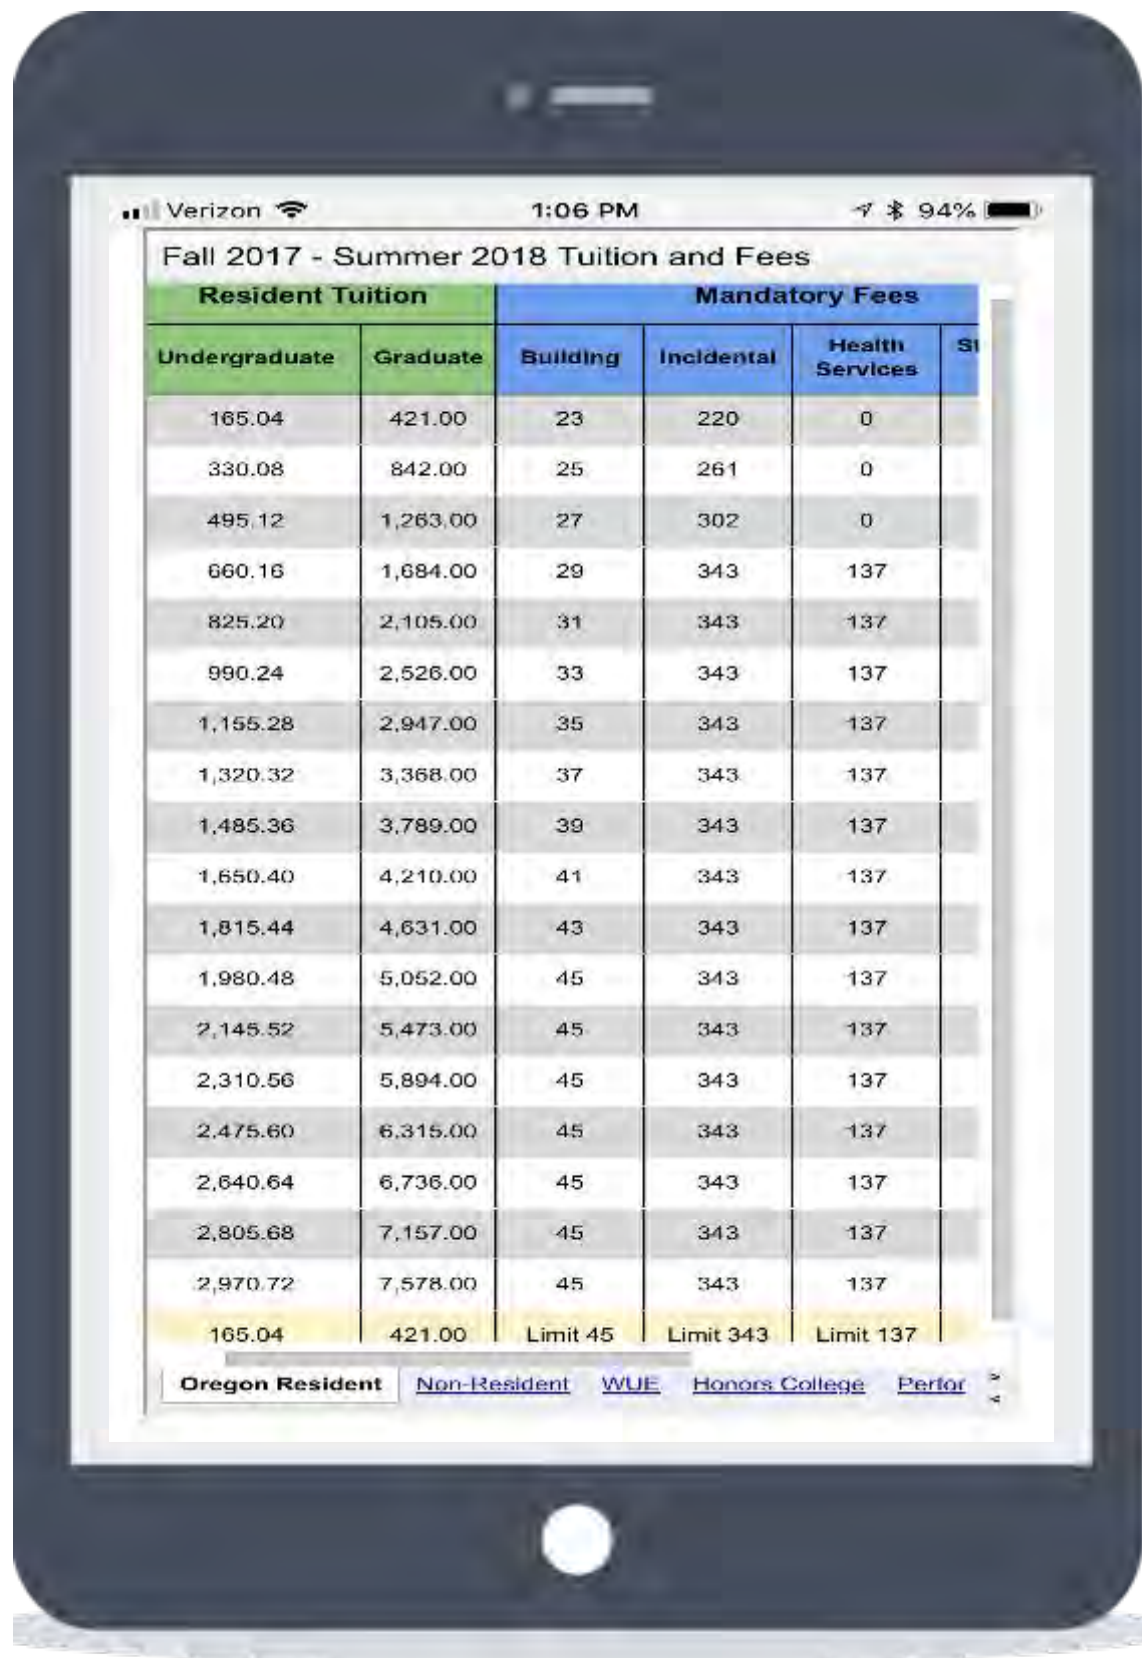 Verizon 1:06 PM 94%
Fall 2017 - Summer 2018 Tuition and Fees
Resident Tuition Mandatory Fees
Undergraduate Graduate Building Incidental Health Services
165.04 421.00 23 220 0
330.08 842.00 25 261 0
495.12 1,263.00 27 302 0
660.16 1,684.00 29 343 137
825.20 2,105.00 31 343 137
990.24 2,526.00 33 343 137
1,155.28 2,947.00 35 343 137
1,320.32 3,368.00 37 343 137
1,485.36 3,789.00 39 343 137
1,650.40 4,210.00 41 343 137
1,815.44 4,631.00 43 343 137
1,980.48 5,052.00 45 343 137
2,145.52 5,473.00 45 343 137
2,310.56 5,894.00 45 343 137
2,475.60 6,315.00 45 343 137
2,640.64 6,736.00 45 343 137
2,805.68 7,157.00 45 343 137
2,970.72 7,578.00 45 343 137
165.04 421.00 Limit 45 Limit 343 Limit 137
Oregon Resident Non-Resident WUE Honors College Perfor